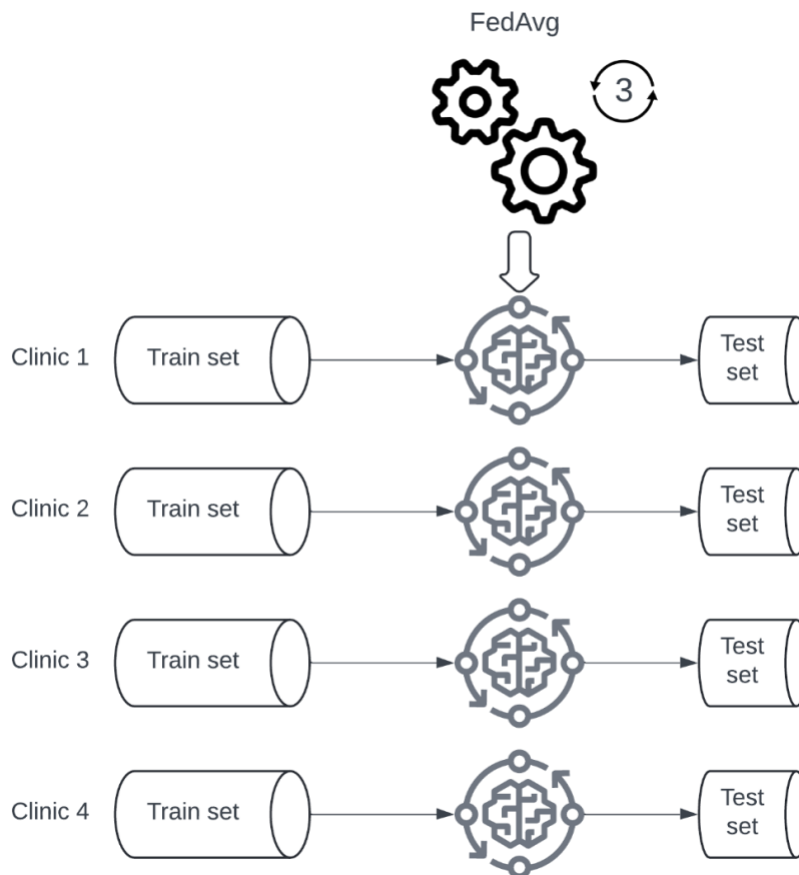 FedAvg
3
Clinic 1
Train set
Test
set
Clinic 2
Train set
Test
set
Clinic 3
Train set
Test
set
Clinic 4
Train set
Test
set